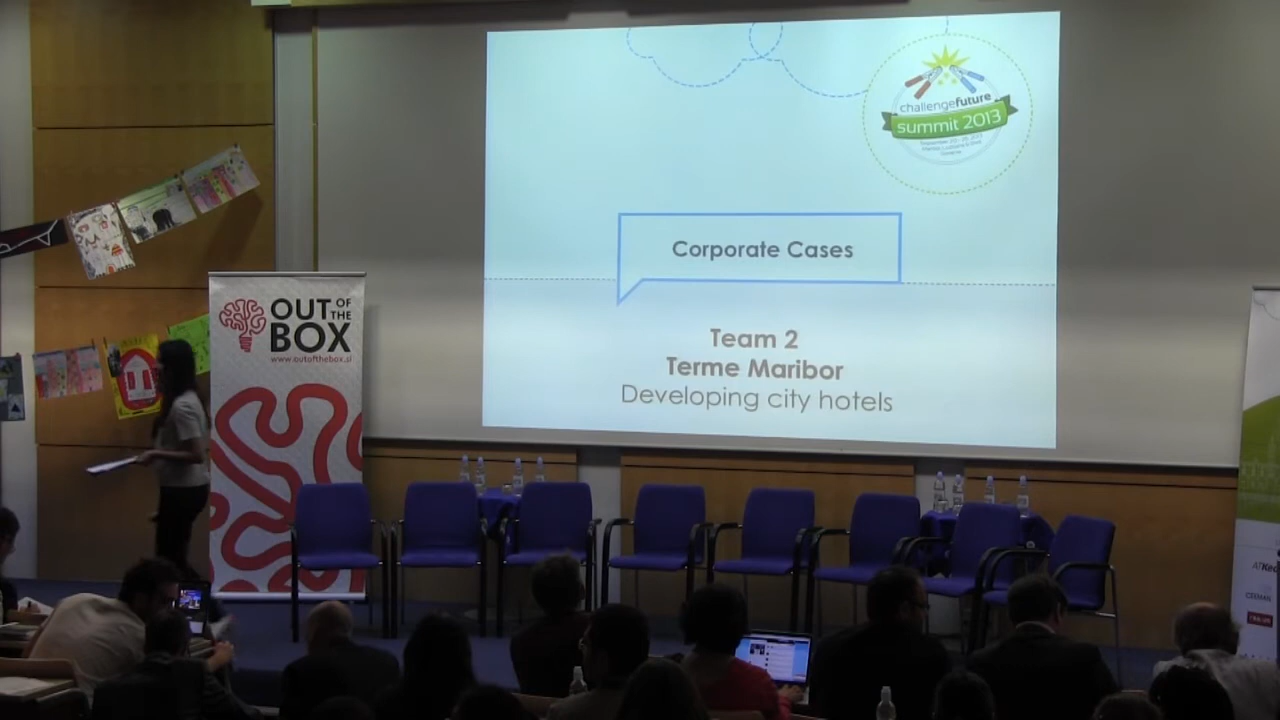 challengefuture
summit 2013
Corporate Cases
Team 2
Terme Maribor
Developing city hotels
OUT OF THE BOX
www.outofthebox.si
CEEMAN